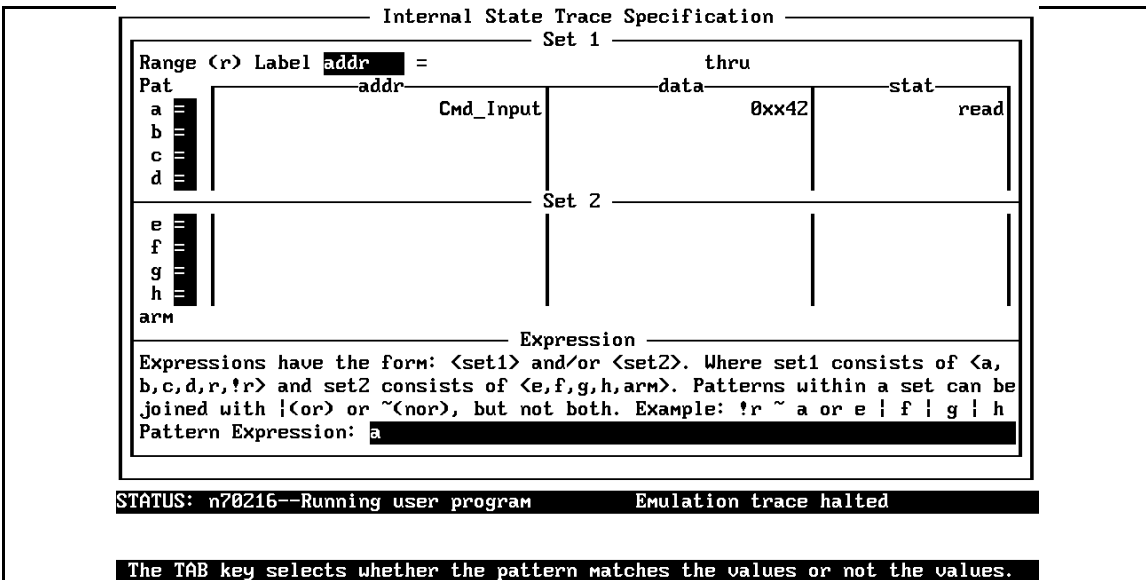 Internal State Trace Specification
Set 1
Range (r) Label addr = thru
Pat addr data stat
a = Cmd_Input 0xx42 read
b =
c =
d =
Set 2
e =
f =
g =
h =
arm
Expression
Expressions have the form: <set1> and/or <set2>. Where set1 consists of <a,
b,c,d,r,!r> and set2 consists of <e,f,g,h,arm>. Patterns within a set can be
joined with ¦(or) or ~(nor), but not both. Example: !r ~ a or e ¦ f ¦ g ¦ h
Pattern Expression: a
STATUS: n70216--Running user program Emulation trace halted
The TAB key selects whether the pattern matches the values or not the values.